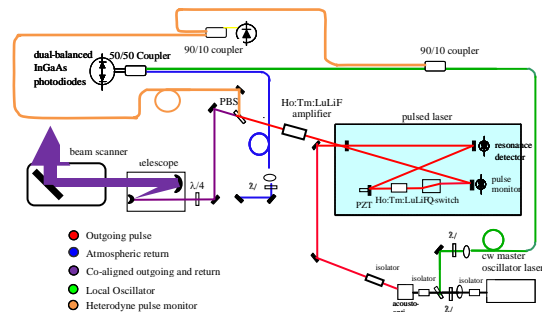 90/10 coupler
dual-balanced
InGaAs
photodiodes
50/50 Coupler
90/10 coupler
PBS
Ho:Tm:LuLiF
amplifier
pulsed laser
resonance
detector
pulse
monitor
PZT
Ho:Tm:LuLiF
Q-switch
beam scanner
telescope
λ/4
isolator
isolator
isolator
acousto-
cw master
oscillator laser
Outgoing pulse
Atmospheric return
Co-aligned outgoing and return
Local Oscillator
Heterodyne pulse monitor